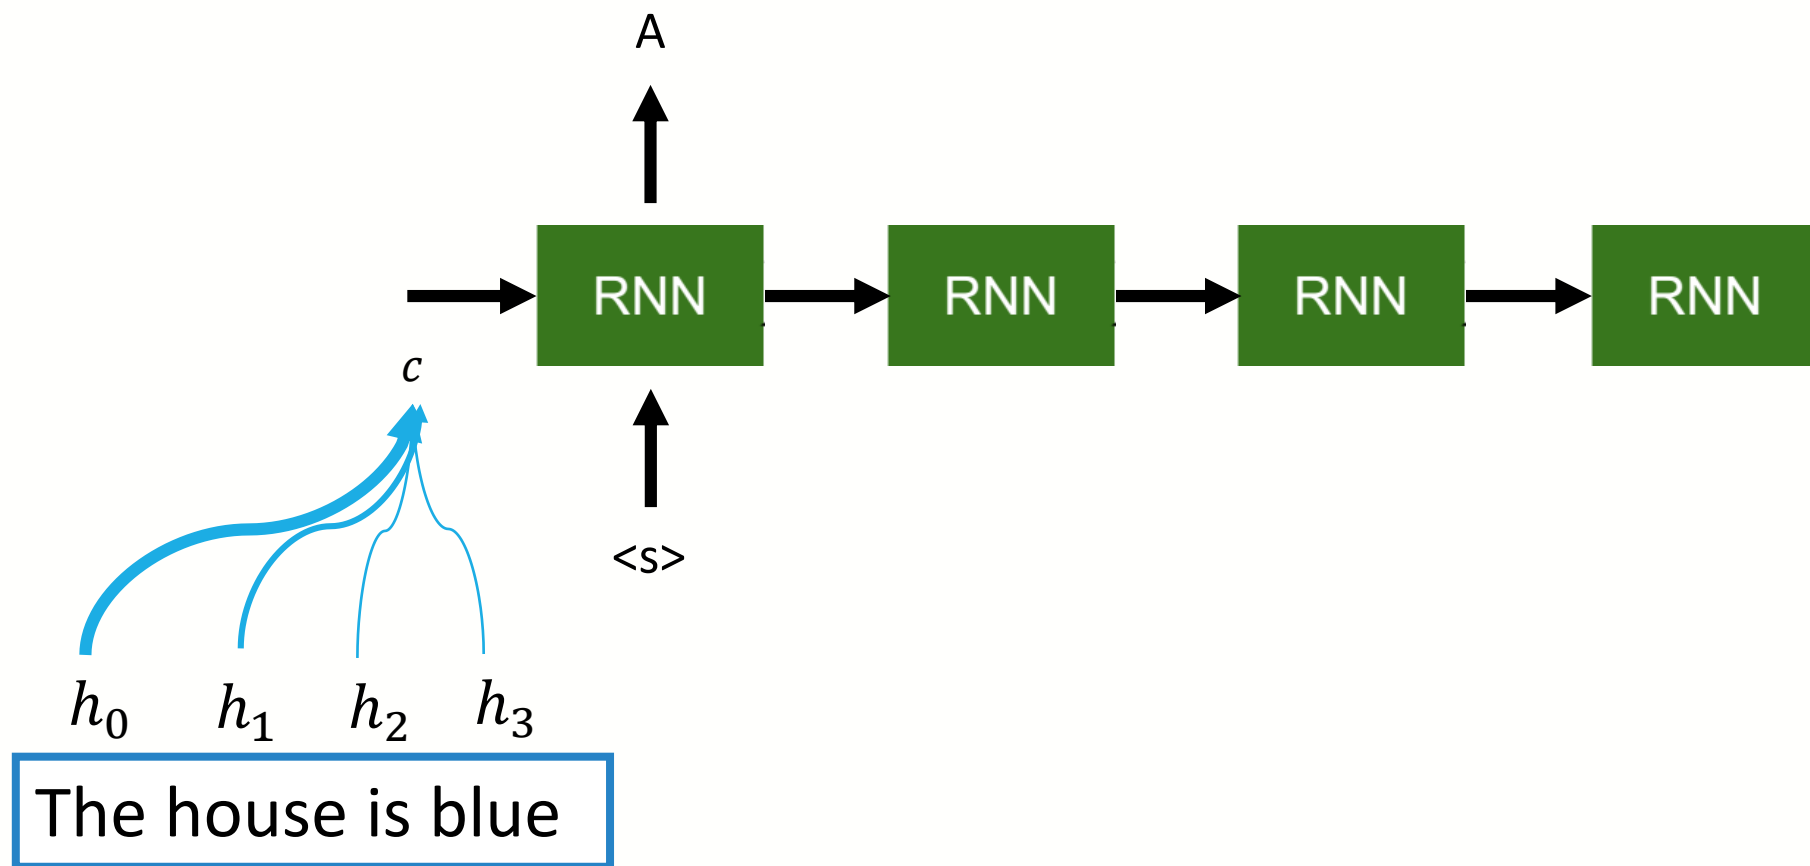 A
RNN RNN RNN RNN
c
<s>
h₀ h₁ h₂ h₃
The house is blue